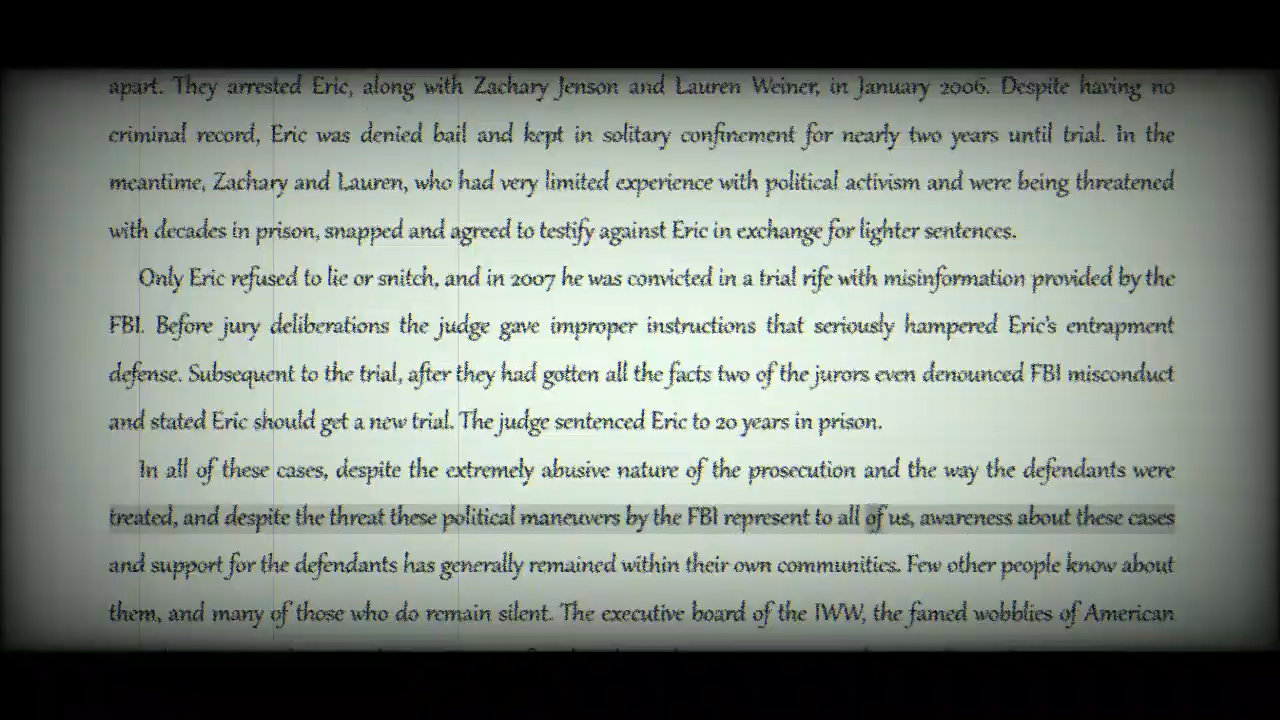 apart. They arrested Eric, along with Zachary Jenson and Lauren Weiner, in January 2006. Despite having no
criminal record, Eric was denied bail and kept in solitary confinement for nearly two years until trial. In the
meantime, Zachary and Lauren, who had very limited experience with political activism and were being threatened
with decades in prison, snapped and agreed to testify against Eric in exchange for lighter sentences.
Only Eric refused to lie or snitch, and in 2007 he was convicted in a trial rife with misinformation provided by the
FBI. Before jury deliberations the judge gave improper instructions that seriously hampered Eric's entrapment
defense. Subsequent to the trial, after they had gotten all the facts two of the jurors even denounced FBI misconduct
and stated Eric should get a new trial. The judge sentenced Eric to 20 years in prison.
In all of these cases, despite the extremely abusive nature of the prosecution and the way the defendants were
treated, and despite the threat these political maneuvers by the FBI represent to all of us, awareness about these cases
and support for the defendants has generally remained within their own communities. Few other people know about
them, and many of those who do remain silent. The executive board of the IWW, the famed wobblies of American